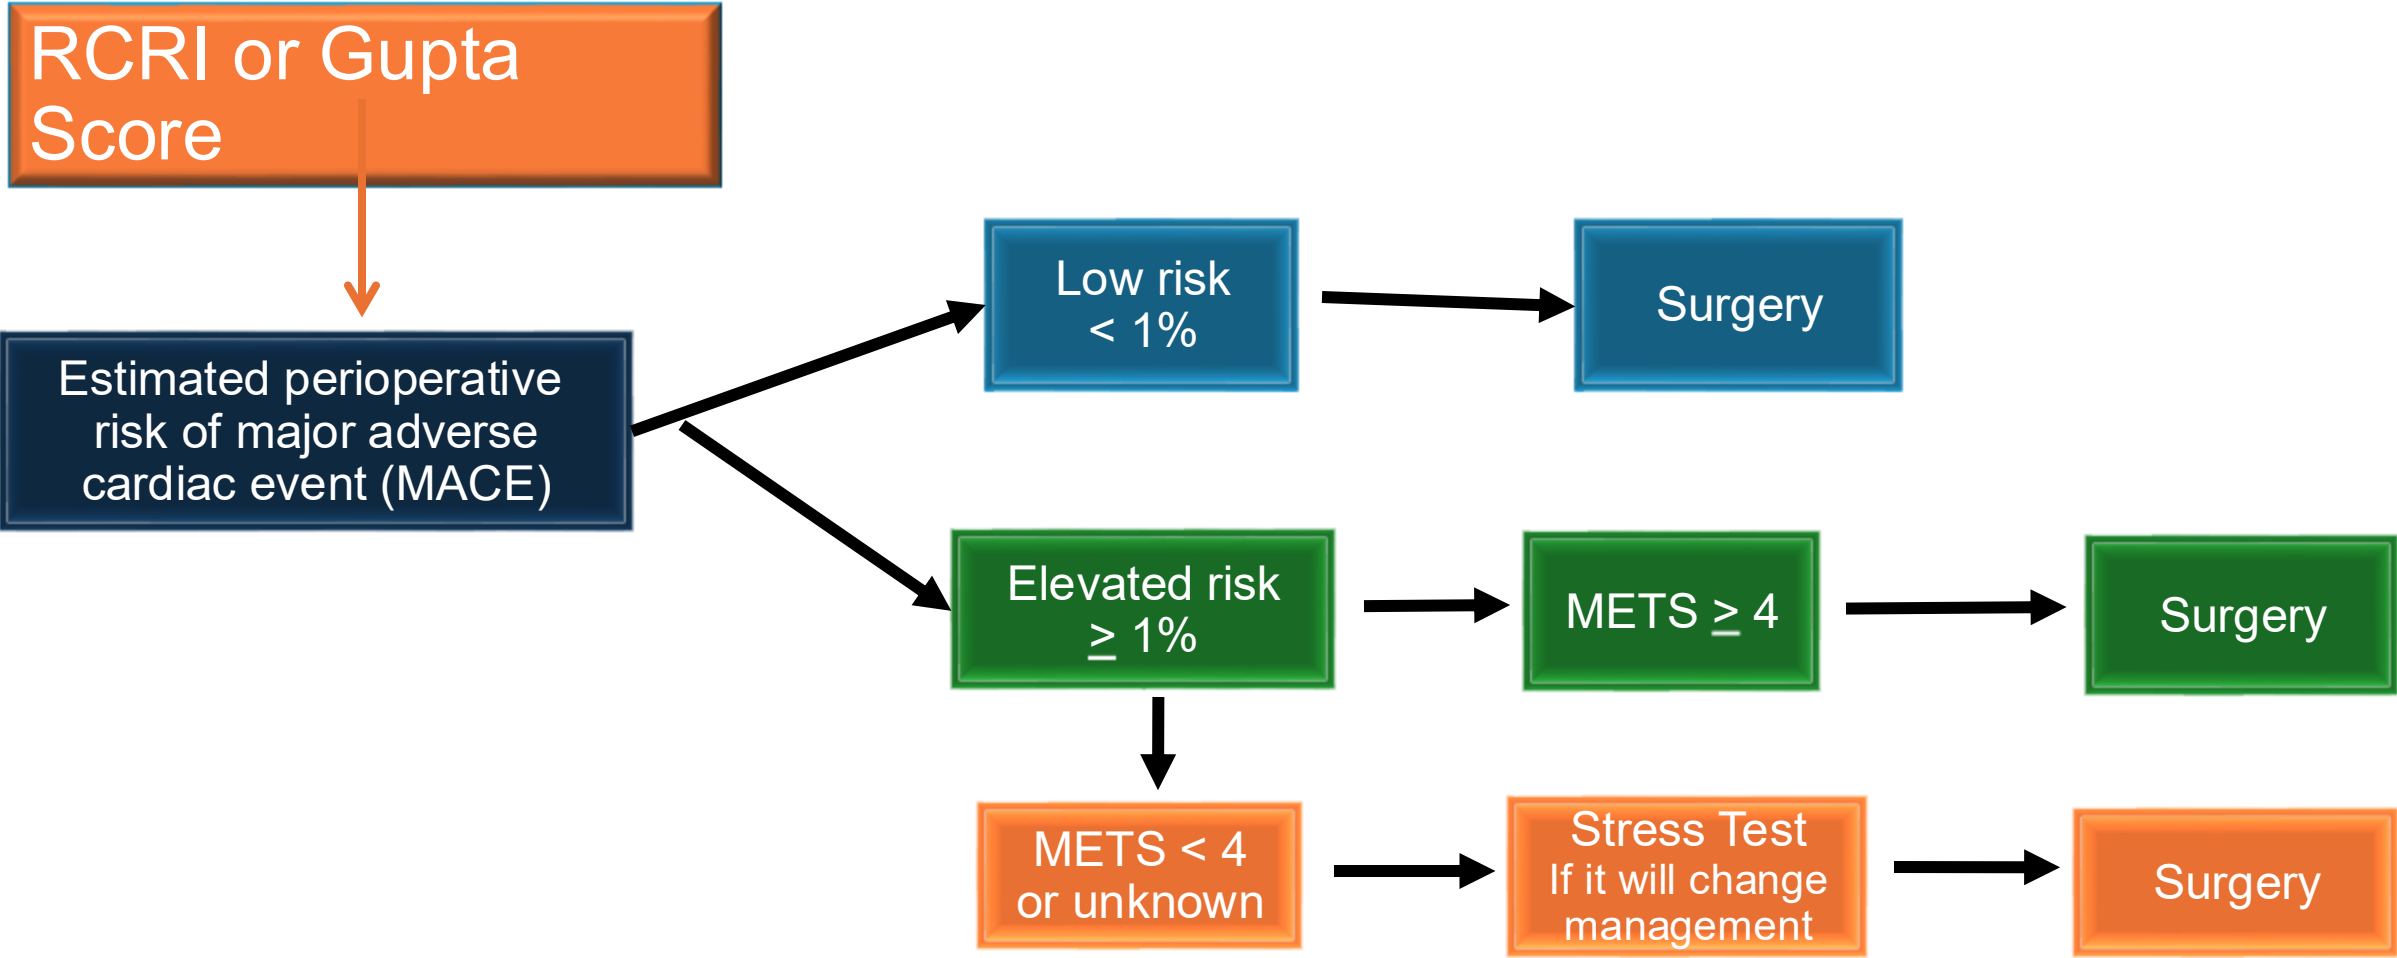 RCRI or Gupta
Score
Estimated perioperative
risk of major adverse
cardiac event (MACE)
Low risk
< 1%
Surgery
Elevated risk
≥ 1%
METS ≥ 4
Surgery
METS < 4
or unknown
Stress Test
If it will change
management
Surgery